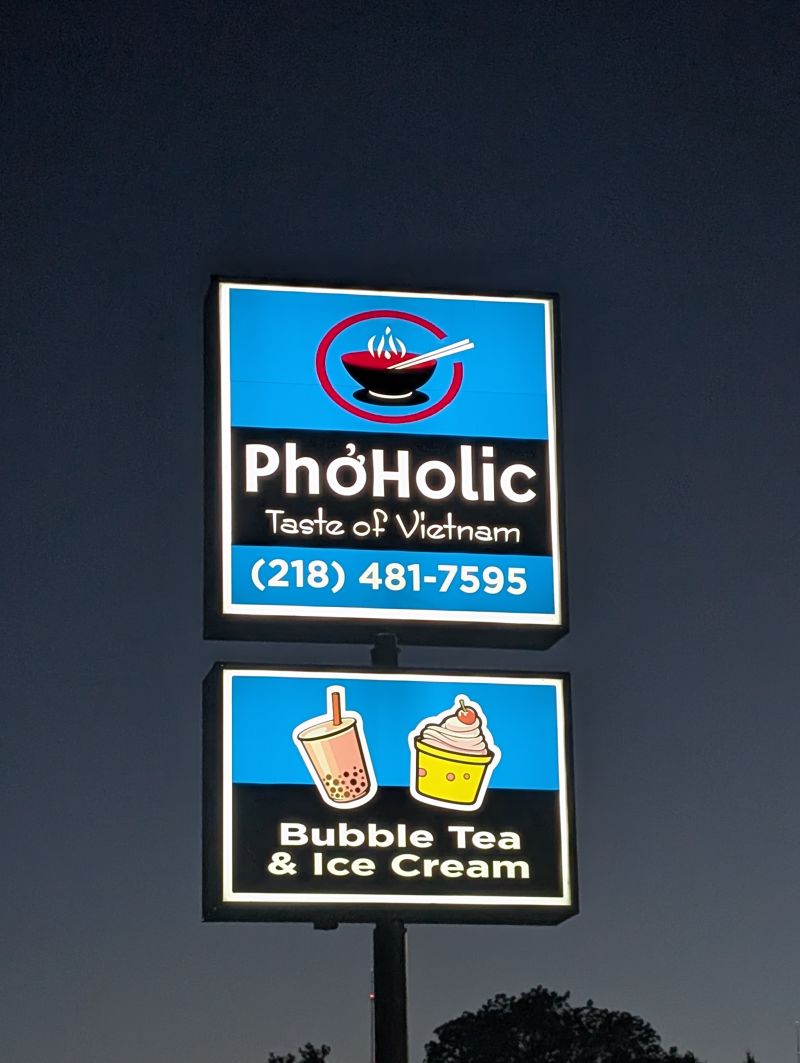 PhởHolic
Taste of Vietnam
(218) 481-7595
Bubble Tea
& Ice Cream